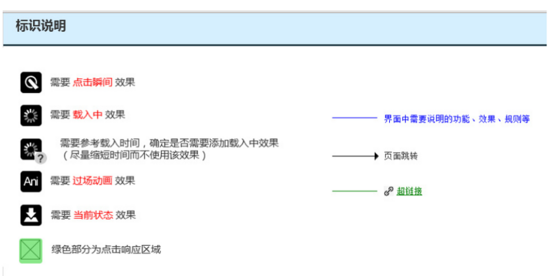 标识说明
需要 点击瞬间 效果
需要 载入中 效果
需要参考载入时间，确定是否需要添加载入中效果
（尽量缩短时间而不使用该效果）
?
Ani 需要 过场动画 效果
需要 当前状态 效果
绿色部分为点击响应区域
界面中需要说明的功能、效果、规则等
页面跳转
超链接